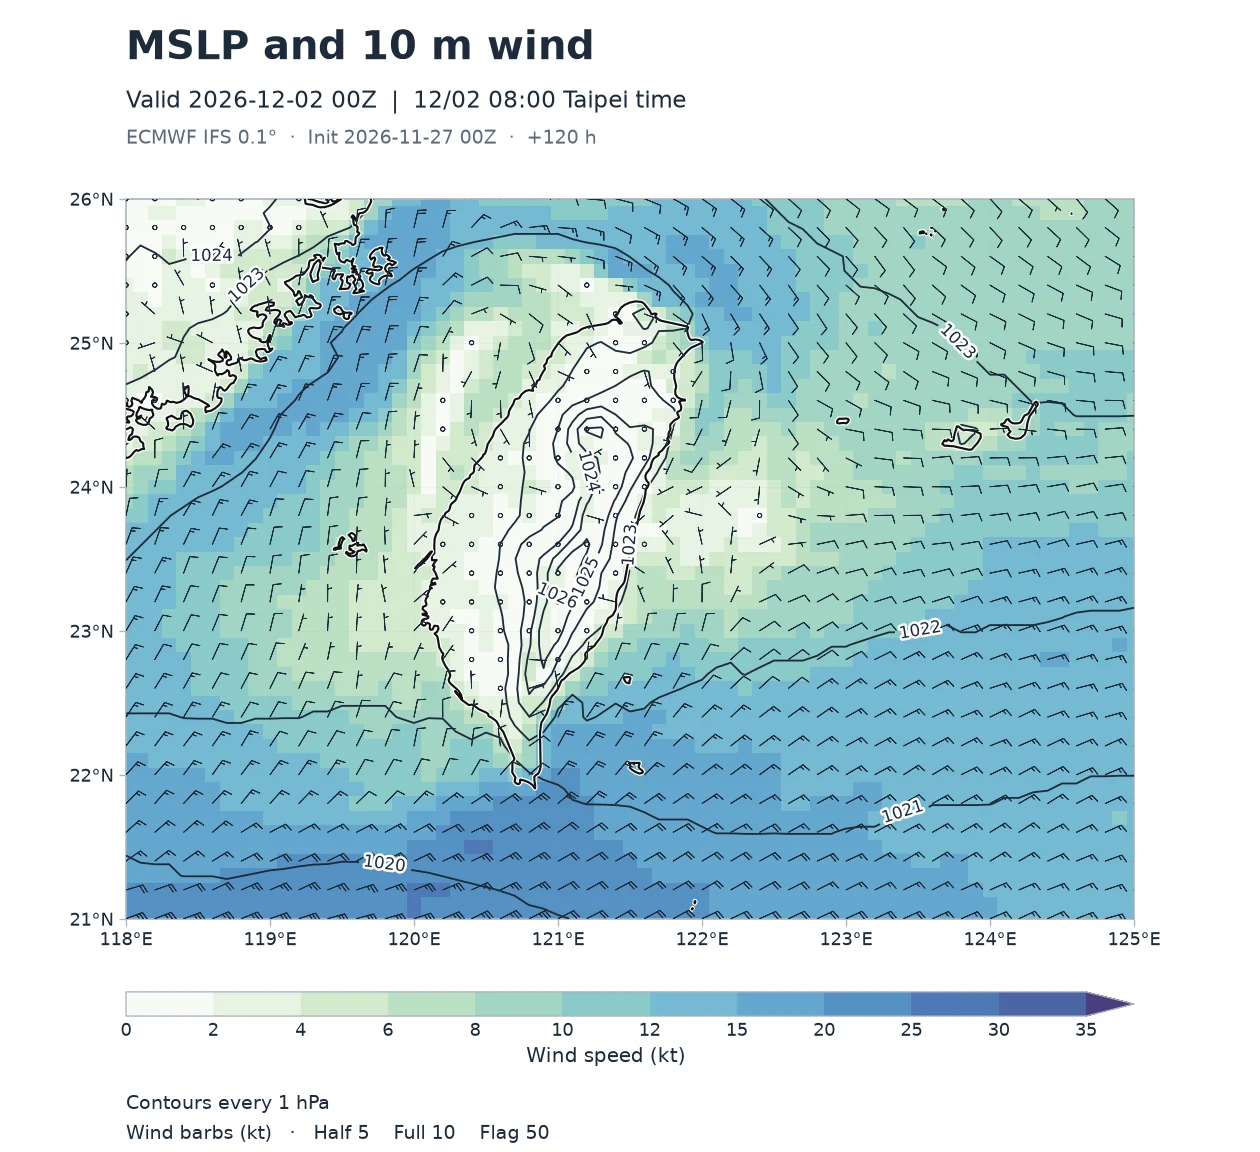 MSLP and 10 m wind
Valid 2026-12-02 00Z | 12/02 08:00 Taipei time
ECMWF IFS 0.1° · Init 2026-11-27 00Z · +120 h
26°N
1024
1023
25°N
1023
1024
24°N
1023
1025
1026
23°N
1022
22°N
1021
1020
21°N
118°E 119°E 120°E 121°E 122°E 123°E 124°E 125°E
0 2 4 6 8 10 12 15 20 25 30 35
Wind speed (kt)
Contours every 1 hPa
Wind barbs (kt) · Half 5 Full 10 Flag 50